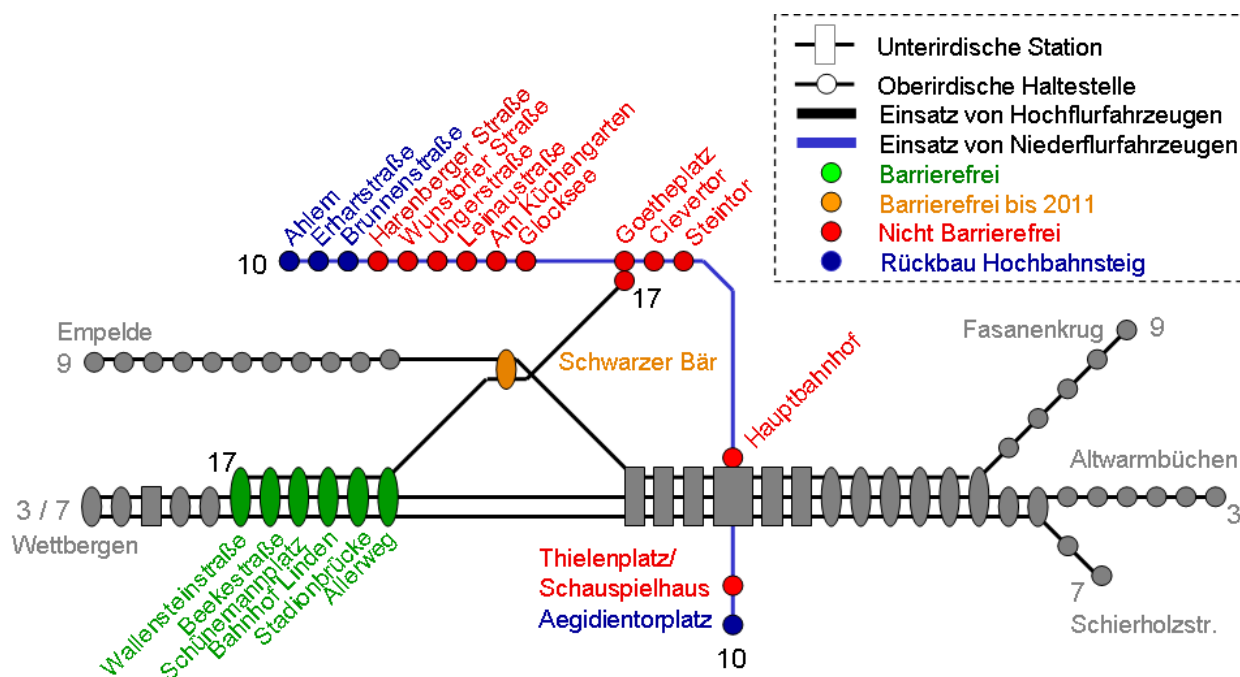 Unterirdische Station
Oberirdische Haltestelle
Einsatz von Hochflurfahrzeugen
Einsatz von Niederflurfahrzeugen
Barrierefrei
Barrierefrei bis 2011
Nicht Barrierefrei
Rückbau Hochbahnsteig
Ahlem
Erhartstraße
Brunnenstraße
Harenberger Straße
Wunstorfer Straße
Ungerstraße
Leinaustraße
Am Küchengarten
Glocksee
Goetheplatz
Clevertor
Steintor
10
17
Empelde
9
Schwarzer Bär
Hauptbahnhof
Fasanenkrug
9
17
3 / 7
Wettbergen
Altwarmbüchen
3
Wallensteinstraße
Beekestraße
Schünemannplatz
Bahnhof Linden
Stadionbrücke
Allerweg
Thielenplatz/
Schauspielhaus
Aegidientorplatz
10
7
Schierholzstr.